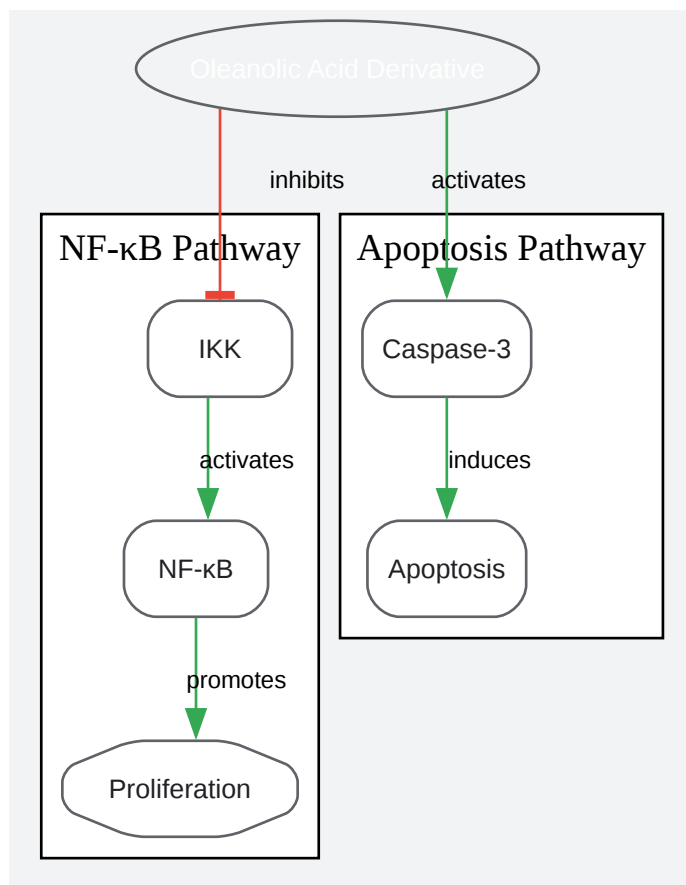 Oleanolic Acid Derivative
inhibits
activates
NF-κB Pathway
Apoptosis Pathway
IKK
Caspase-3
activates
induces
NF-κB
Apoptosis
promotes
Proliferation